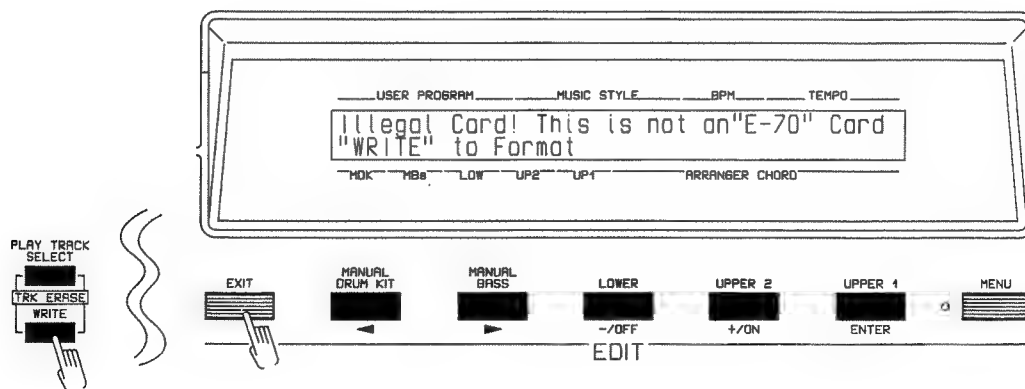 USER PROGRAM MUSIC STYLE BPM TEMPO
Illegal Card! This is not an"E-70" Card
"WRITE" to Format
MDK MBs LOW UP2 UP1 ARRANGER CHORD
PLAY TRACK
SELECT
TRK ERASE
WRITE
EXIT
MANUAL
DRUM KIT
MANUAL
BASS
LOWER
UPPER 2
UPPER 1
MENU
-/OFF
+/ON
ENTER
EDIT